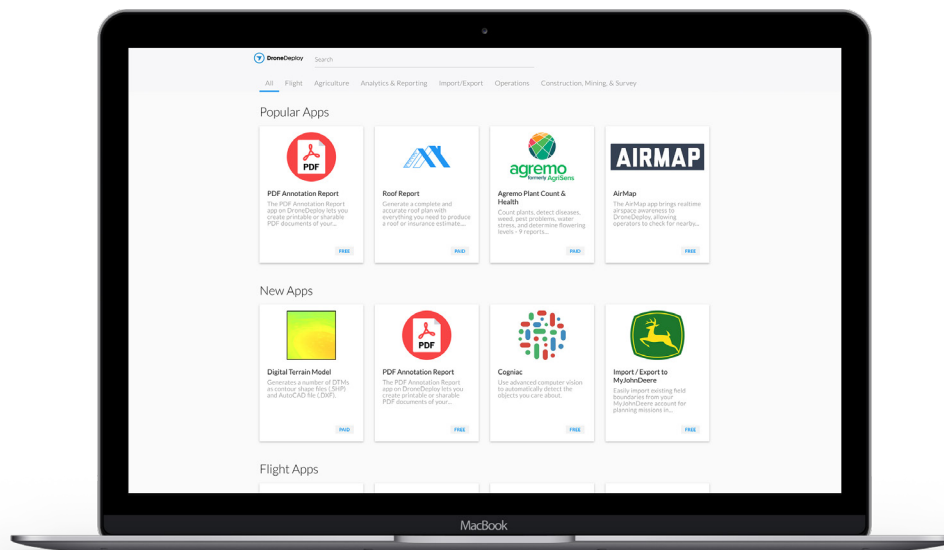 DroneDeploy Search
All Flight Agriculture Analytics & Reporting Import/Export Operations Construction, Mining, & Survey
Popular Apps
PDF
PDF Annotation Report
The PDF Annotation Report
app on DroneDeploy lets you
create printable or sharable
PDF documents of your...
FREE
Roof Report
Generate a complete and
accurate roof plan with
everything you need to produce
a roof or insurance estimate....
PAID
agremo
formerly AgriSens
Agremo Plant Count &
Health
Count plants, detect diseases,
weed, pest problems, water
stress, and determine flowering
levels - 9 reports...
PAID
AIRMAP
AirMap
The AirMap app brings realtime
airspace awareness to
DroneDeploy, allowing
operators to check for nearby...
FREE
New Apps
Digital Terrain Model
Generates a number of DTMs
as contour shape files (.SHP)
and AutoCAD file (.DXF).
PAID
PDF
PDF Annotation Report
The PDF Annotation Report
app on DroneDeploy lets you
create printable or sharable
PDF documents of your...
FREE
Cogniac
Use advanced computer vision
to automatically detect the
objects you care about.
FREE
Import / Export to
MyJohnDeere
Easily import existing field
boundaries from your
MyJohnDeere account for
planning missions in...
FREE
Flight Apps
MacBook